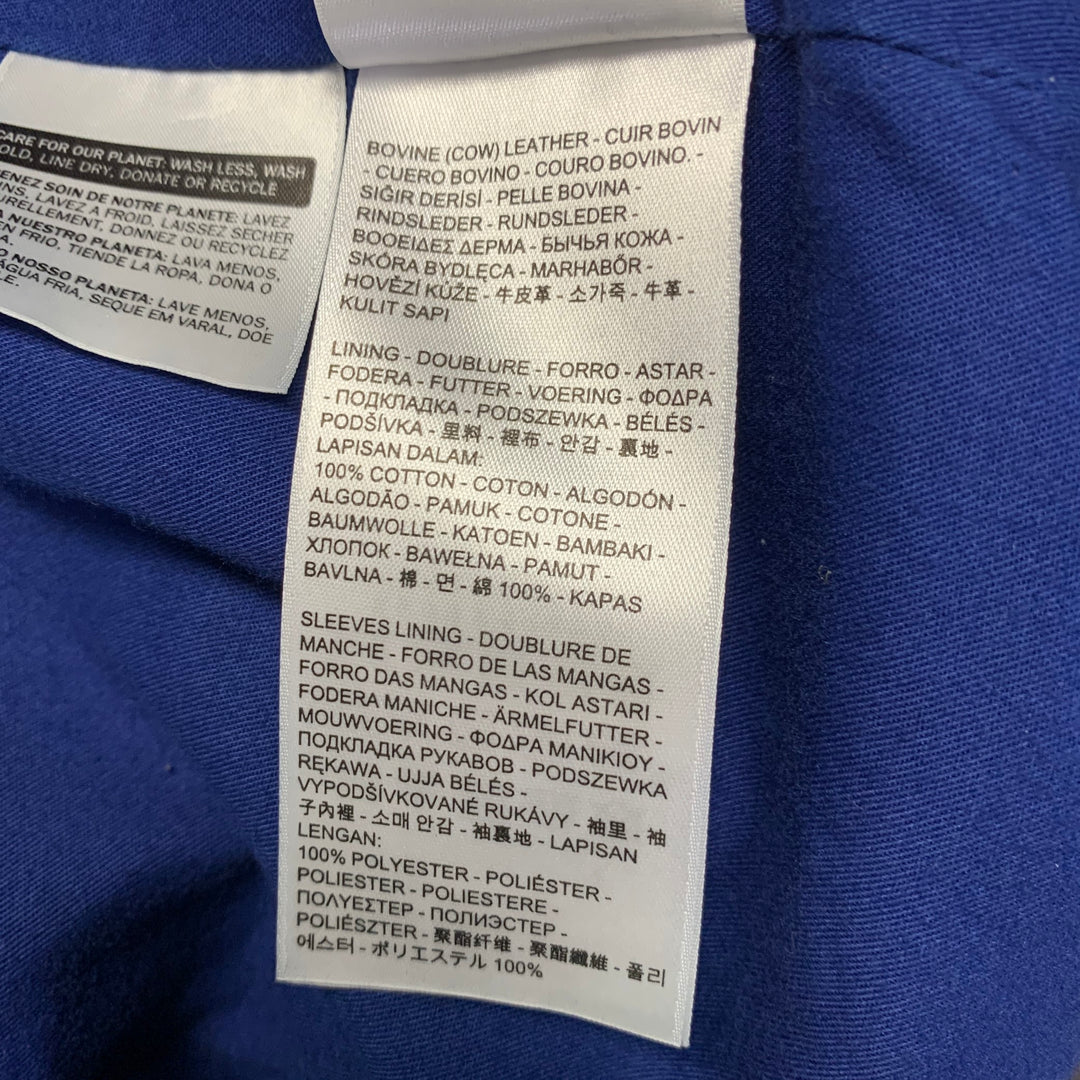 CARE FOR OUR PLANET: WASH LESS, WASH
OLD, LINE DRY, DONATE OR RECYCLE
ENEZ SOIN DE NOTRE PLANETE: LAVEZ
INS, LAVEZ A FROID, LAISSEZ SECHER
URELLEMENT, DONNEZ OU RECYCLEZ
A NUESTRO PLANETA: LAVA MENOS,
EN FRIO, TIENDE LA ROPA, DONA O
A.
O NOSSO PLANETA: LAVE MENOS,
ÁGUA FRIA, SEQUE EM VARAL, DOE
LE.
BOVINE (COW) LEATHER - CUIR BOVIN
- CUERO BOVINO - COURO BOVINO. -
SIĞIR DERİSİ - PELLE BOVINA -
RINDSLEDER - RUNDSLEDER -
ΒΟΟΕΙΔΕΣ ΔΕΡΜΑ - БЫЧЬЯ КОЖА -
SKÓRA BYDLĘCA - MARHABŐR -
HOVĚZÍ KŮŽE - 牛皮革 - 소가죽 - 牛革 -
KULIT SAPI
LINING - DOUBLURE - FORRO - ASTAR -
FODERA - FUTTER - VOERING - ΦΟΔΡΑ
- ПОДКЛАДКА - PODSZEWKA - BÉLÉS -
PODŠÍVKA - 里料 - 裡布 - 안감 - 裏地 -
LAPISAN DALAM:
100% COTTON - COTON - ALGODÓN -
ALGODÃO - PAMUK - COTONE -
BAUMWOLLE - KATOEN - BAMBAKI -
ХЛОПОК - BAWEŁNA - PAMUT -
BAVLNA - 棉 - 면 - 綿 100% - KAPAS
SLEEVES LINING - DOUBLURE DE
MANCHE - FORRO DE LAS MANGAS -
FORRO DAS MANGAS - KOL ASTARI -
FODERA MANICHE - ÄRMELFUTTER -
MOUWVOERING - ΦΟΔΡΑ ΜΑΝΙΚΙΟΥ -
ПОДКЛАДКА РУКАВОВ - PODSZEWKA
RĘKAWA - UJJA BÉLÉS -
VYPODŠÍVKOVANÉ RUKÁVY - 袖里 - 袖
子內裡 - 소매 안감 - 袖裏地 - LAPISAN
LENGAN:
100% POLYESTER - POLIÉSTER -
POLIESTER - POLIESTERE -
ΠΟΛΥΕΣΤΕΡ - ПОЛИЭСТЕР -
POLIÉSZTER - 聚酯纤维 - 聚酯纖維 - 폴리
에스터 - ポリエステル 100%